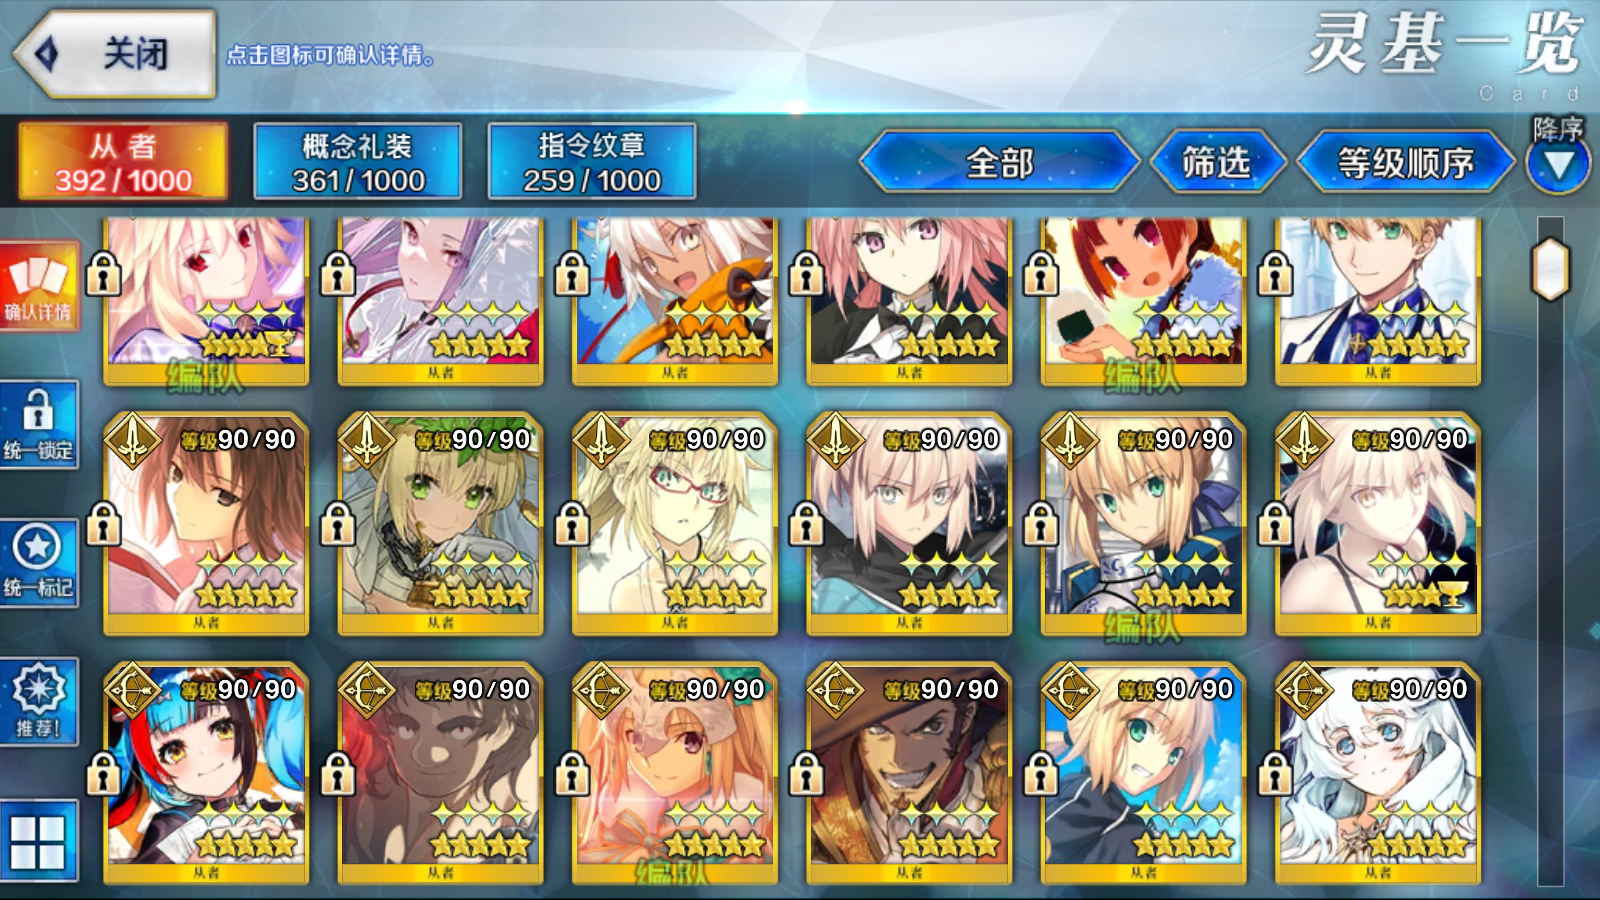 关闭
点击图标可确认详情。
灵基一览
Card
从者
392/1000
概念礼装
361/1000
指令纹章
259/1000
全部
筛选
等级顺序
降序
确认详情
编队
从者
从者
从者
编队
从者
统一锁定
等级90/90
等级90/90
等级90/90
等级90/90
等级90/90
等级90/90
统一标记
从者
从者
从者
从者
编队
从者
推荐!
等级90/90
等级90/90
等级90/90
等级90/90
等级90/90
等级90/90
从者
从者
编队
从者
从者
从者